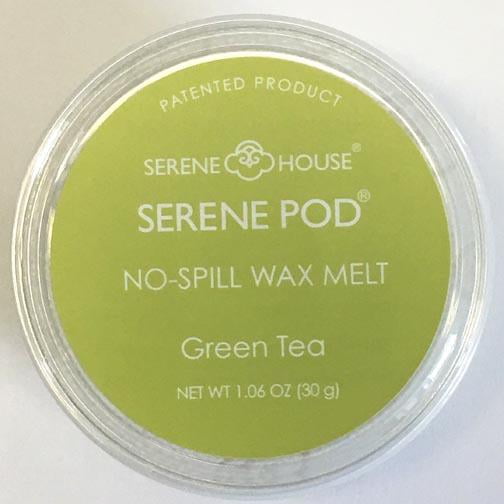 PATENTED PRODUCT
SERENE HOUSE®
SERENE POD®
NO-SPILL WAX MELT
Green Tea
NET WT 1.06 OZ (30 g)